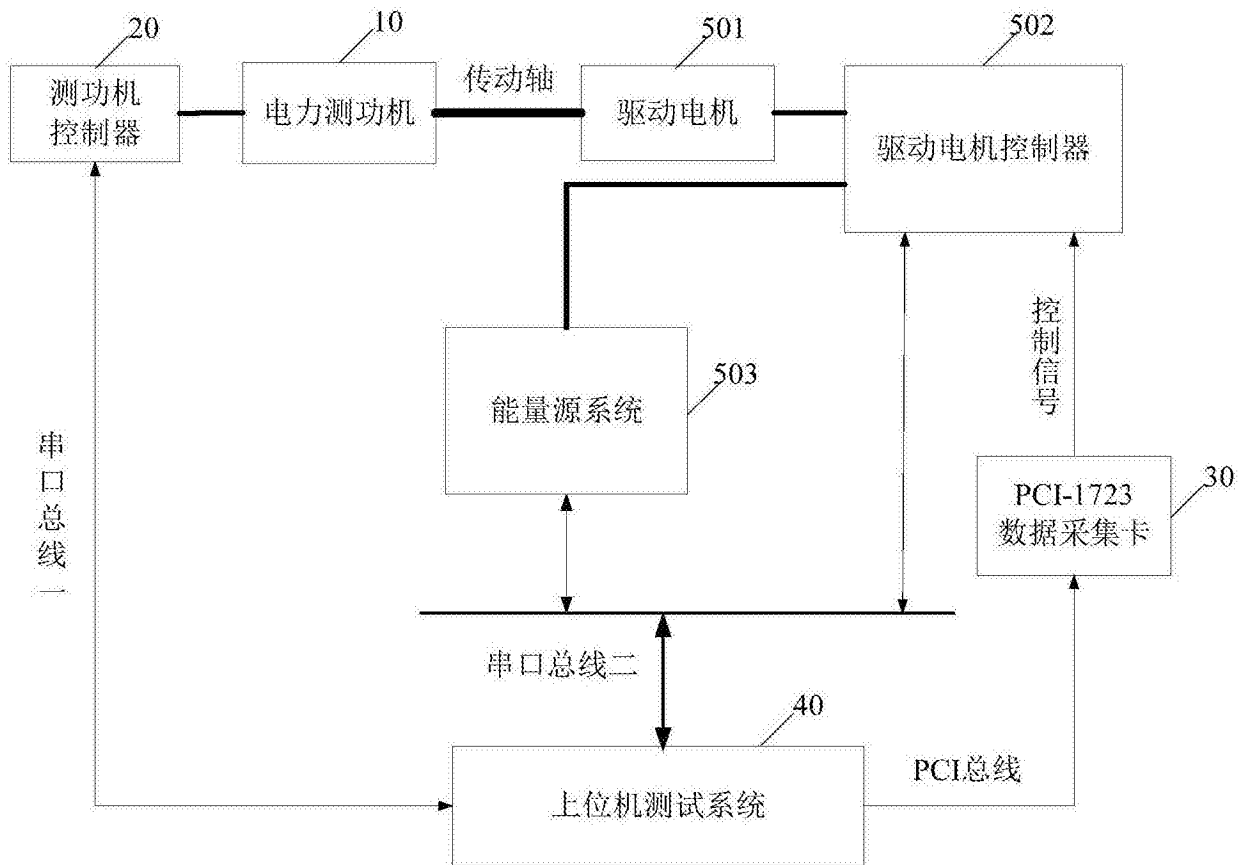 20
10
501
502
测功机
控制器
电力测功机
传动轴
驱动电机
驱动电机控制器
503
能量源系统
控制信号
串口总线一
PCI-1723
数据采集卡
30
串口总线二
40
上位机测试系统
PCI总线